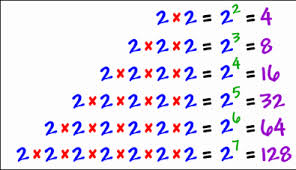 2×2 = 2² = 4
2×2×2 = 2³ = 8
2×2×2×2 = 2⁴ = 16
2×2×2×2×2 = 2⁵ = 32
2×2×2×2×2×2 = 2⁶ = 64
2×2×2×2×2×2×2 = 2⁷ = 128